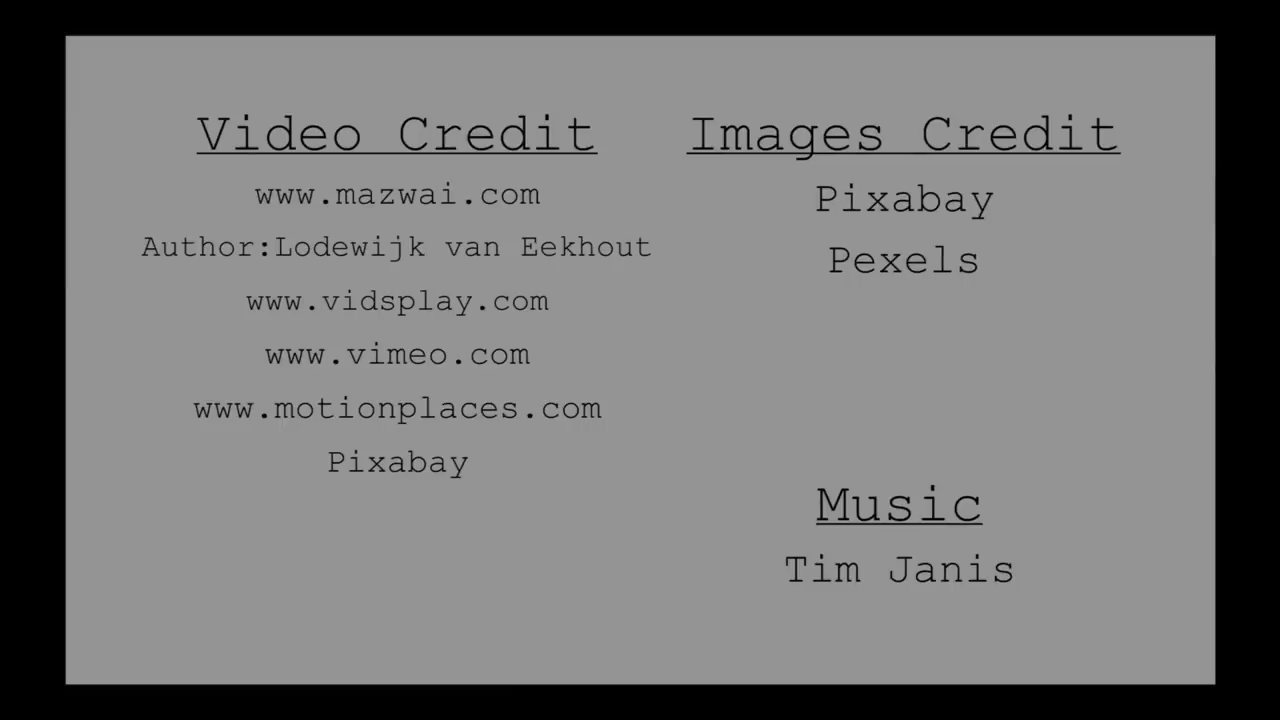 Video Credit
www.mazwai.com
Author:Lodewijk van Eekhout
www.vidsplay.com
www.vimeo.com
www.motionplaces.com
Pixabay
Images Credit
Pixabay
Pexels
Music
Tim Janis